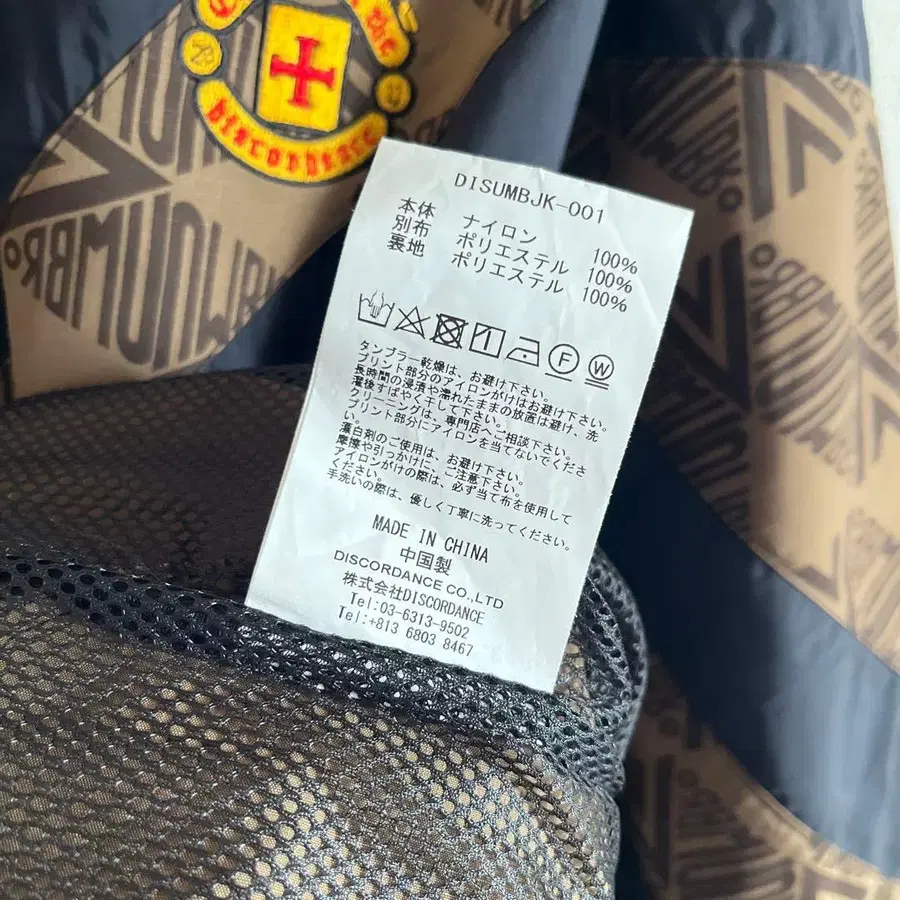 the
Discordance
UMBRO
UMBRO
UMBRO
UMBRO
DISUMBJK-001
本体 ナイロン 100%
別布 ポリエステル 100%
裏地 ポリエステル 100%
F
W
タンブラー乾燥は、お避け下さい。
プリント部分のアイロンがけはお避け下さい。
長時間の浸漬や濡れたままの放置は避け、洗
濯後すばやく干して下さい。
クリーニングは、専門店へご相談下さい。
プリント部分にアイロンを当てないでくださ
い。
漂白剤のご使用は、お避け下さい。
摩擦や引っかけに、ご注意下さい。
アイロンがけの際は、必ず当て布を使用して
ください。
手洗いの際は、優しく丁寧に洗ってください。
MADE IN CHINA
中国製
DISCORDANCE CO.,LTD
株式会社DISCORDANCE
Tel:03-6313-9502
Tel:+813 6803 8467